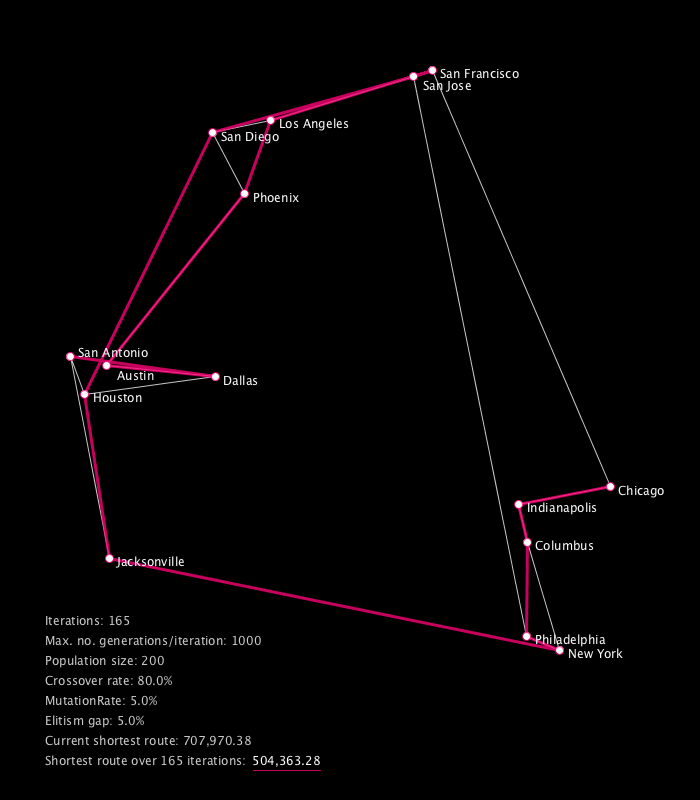 San Francisco
San Jose
Los Angeles
San Diego
Phoenix
San Antonio
Austin
Dallas
Houston
Chicago
Indianapolis
Columbus
Jacksonville
Philadelphia
New York
Iterations: 165
Max. no. generations/iteration: 1000
Population size: 200
Crossover rate: 80.0%
MutationRate: 5.0%
Elitism gap: 5.0%
Current shortest route: 707,970.38
Shortest route over 165 iterations: 504,363.28